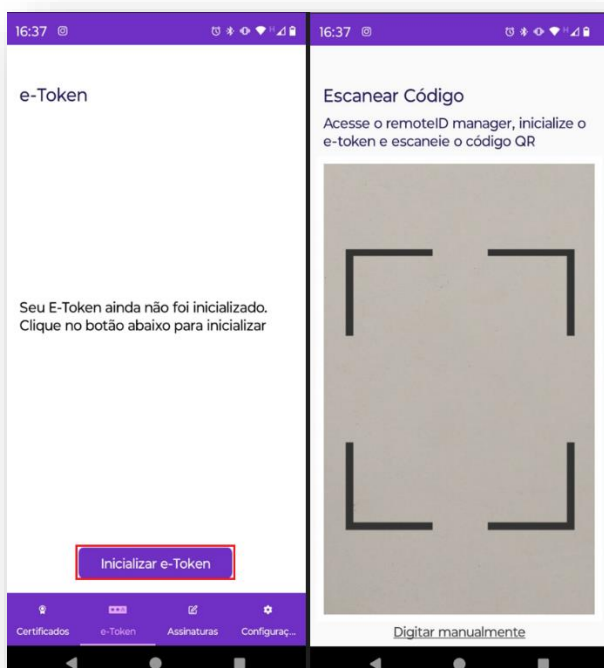 16:37
e-Token
Seu E-Token ainda não foi inicializado.
Clique no botão abaixo para inicializar
Inicializar e-Token
Certificados e-Token Assinaturas Configuraç...
16:37
Escanear Código
Acesse o remoteID manager, inicialize o
e-token e escaneie o código QR
Digitar manualmente